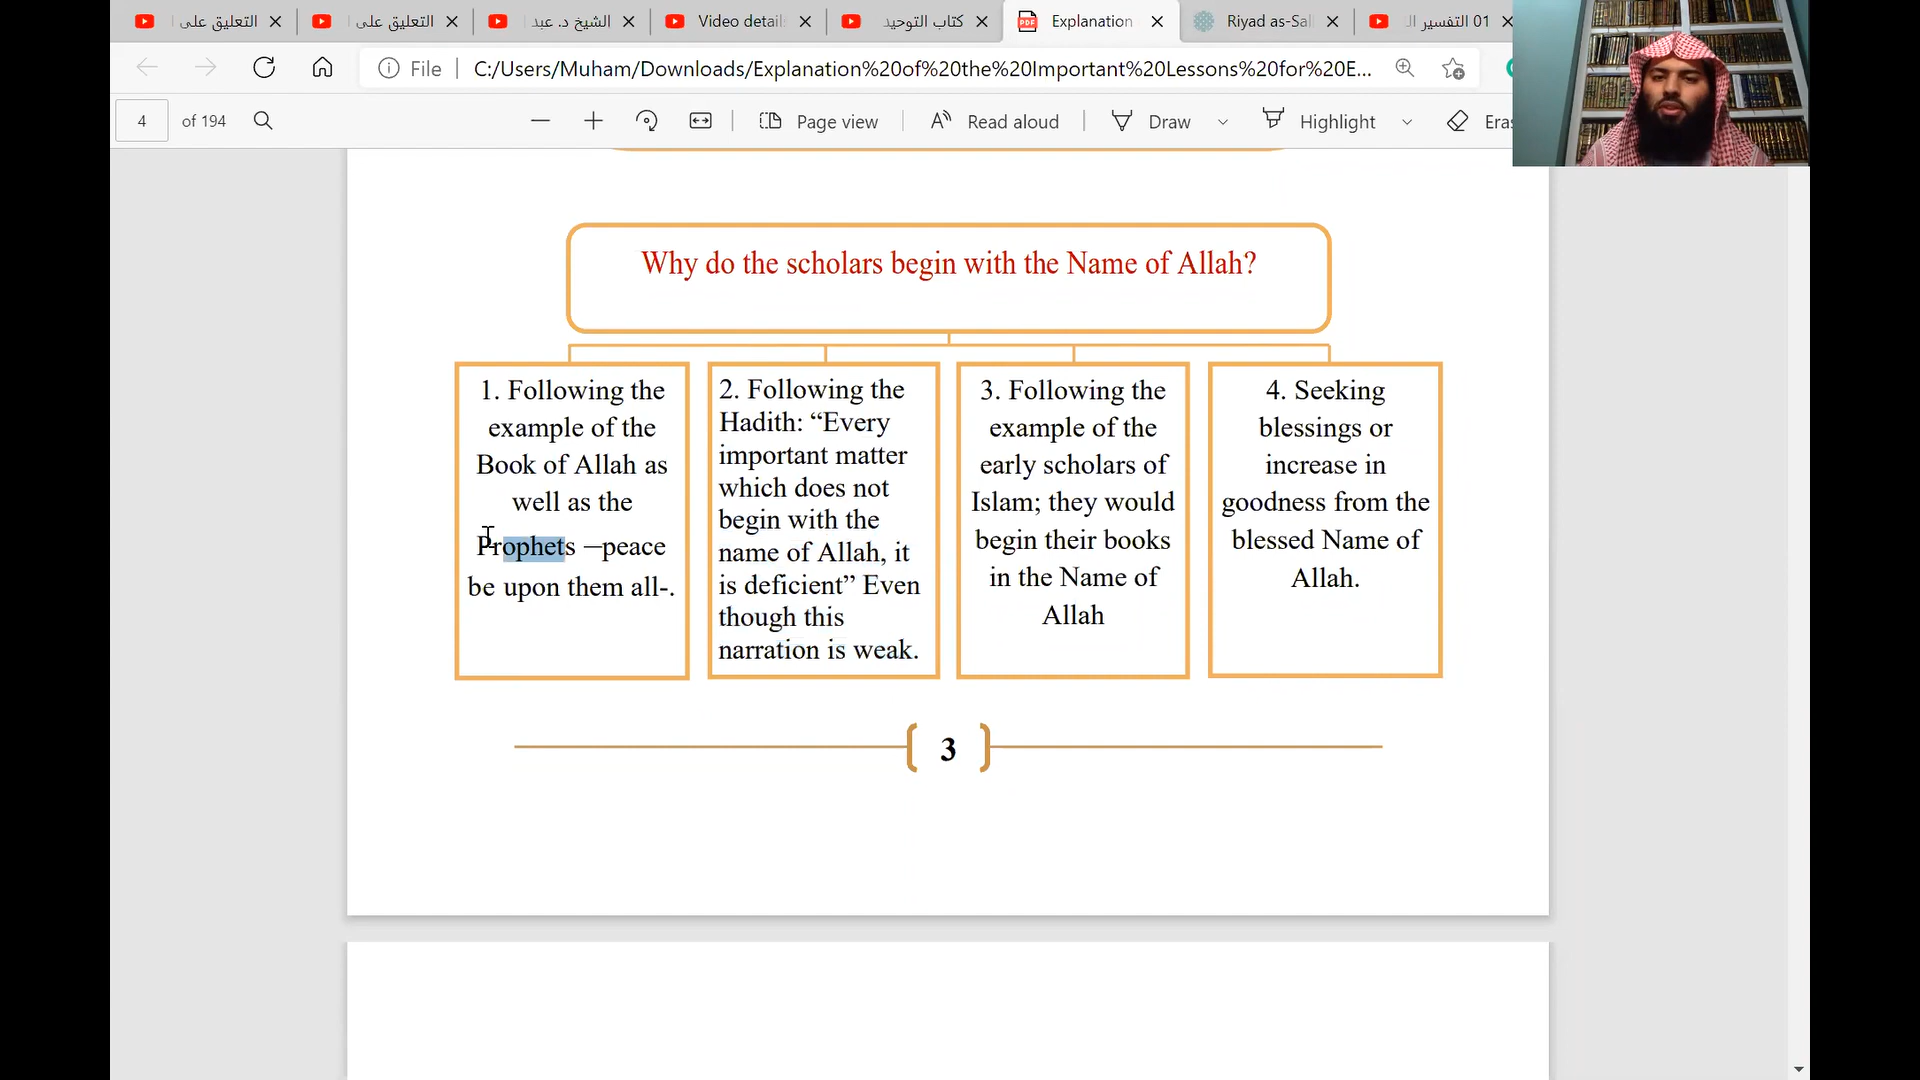 التعليق على
التعليق على
الشيخ د. عبد
Video detail
كتاب التوحيد
Explanation
Riyad as-Sal
01 التفسير ال
File
C:/Users/Muham/Downloads/Explanation%20of%20the%20Important%20Lessons%20for%20E...
4
of 194
Page view
Read aloud
Draw
Highlight
Eras
Why do the scholars begin with the Name of Allah?
1. Following the
example of the
Book of Allah as
well as the
Prophets –peace
be upon them all-.
2. Following the
Hadith: “Every
important matter
which does not
begin with the
name of Allah, it
is deficient” Even
though this
narration is weak.
3. Following the
example of the
early scholars of
Islam; they would
begin their books
in the Name of
Allah
4. Seeking
blessings or
increase in
goodness from the
blessed Name of
Allah.
3